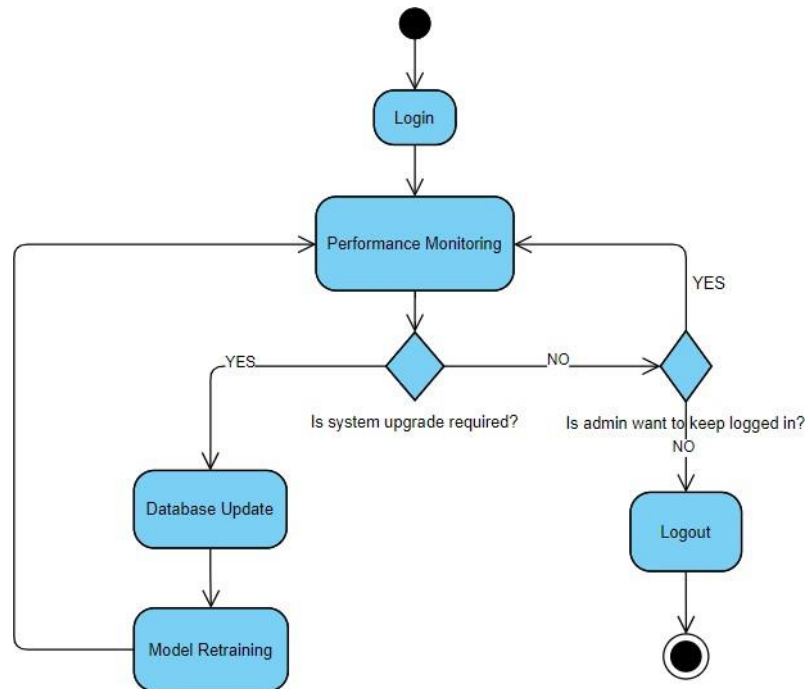 Login
Performance Monitoring
YES
YES
NO
Is system upgrade required?
Is admin want to keep logged in?
NO
Database Update
Logout
Model Retraining